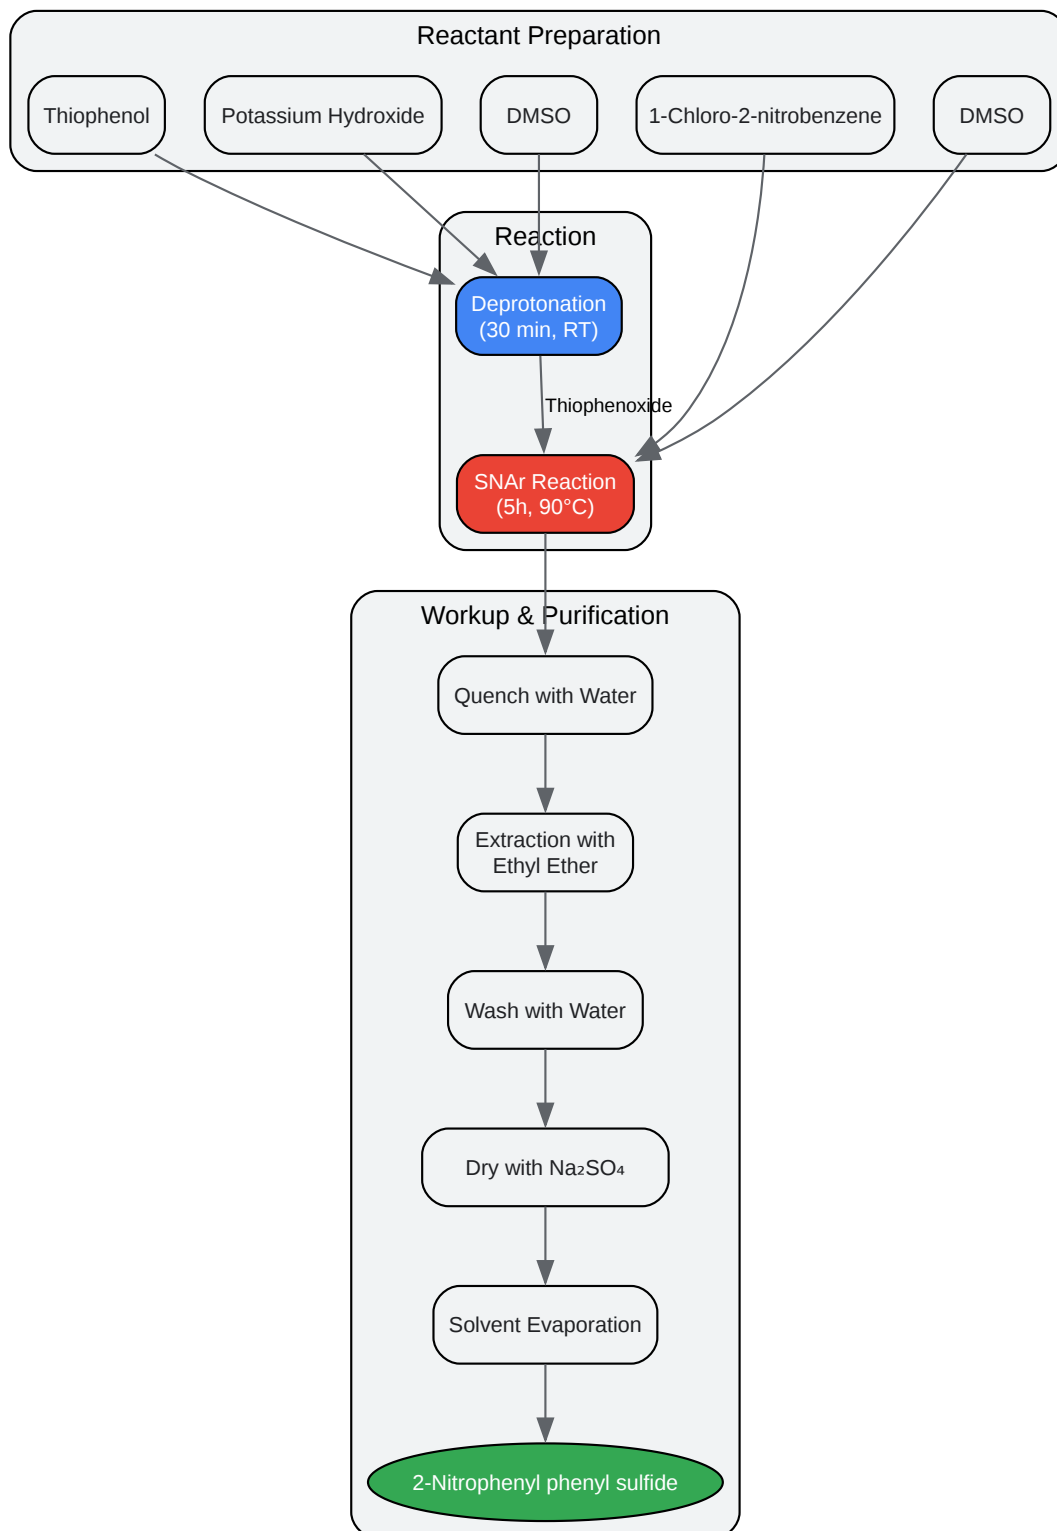 Reactant Preparation
Thiophenol
Potassium Hydroxide
DMSO
1-Chloro-2-nitrobenzene
DMSO
Reaction
Deprotonation
(30 min, RT)
Thiophenoxide
SNAr Reaction
(5h, 90°C)
Workup & Purification
Quench with Water
Extraction with
Ethyl Ether
Wash with Water
Dry with Na₂SO₄
Solvent Evaporation
2-Nitrophenyl phenyl sulfide